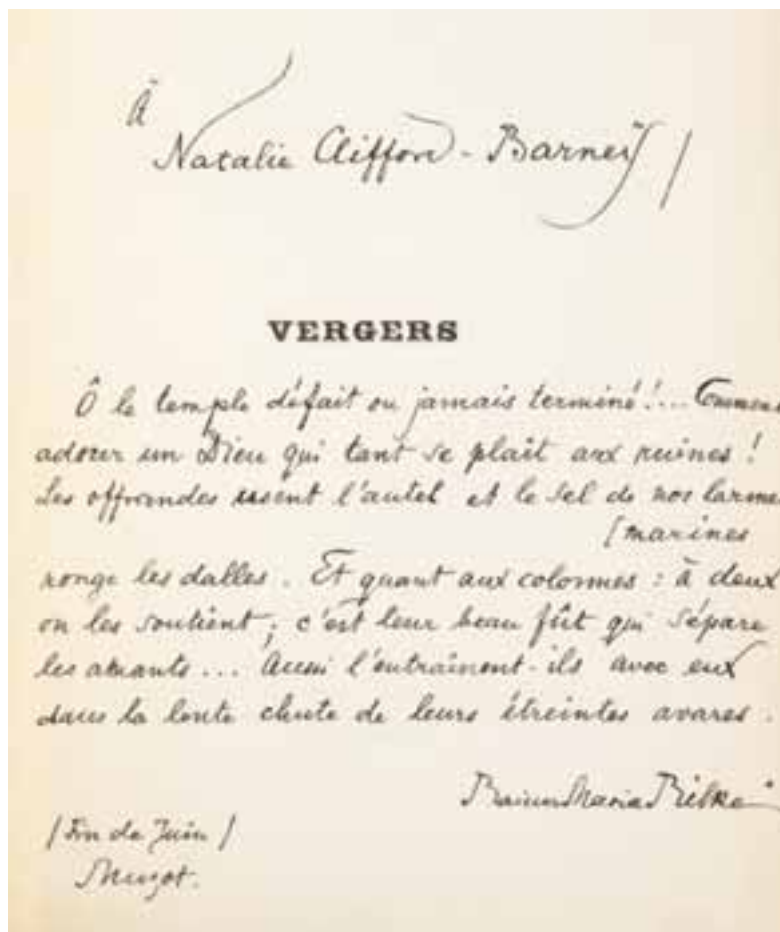 À
Natalie Clifford-Barney /
VERGERS
Ô le temple défait ou jamais terminé!... Comment
adorer un Dieu qui tant se plaît aux ruines !
Les offrandes usent l'autel et le sel de nos larmes
[marines
ronge les dalles. Et quant aux colonnes : à deux
on les soutient ; c'est leur beau fût qui sépare
les amants... Aussi l'entraînent-ils avec eux
dans la lente chute de leurs étreintes avares.
Rainer Maria Rilke
/ Fin de Juin /
Muzot.